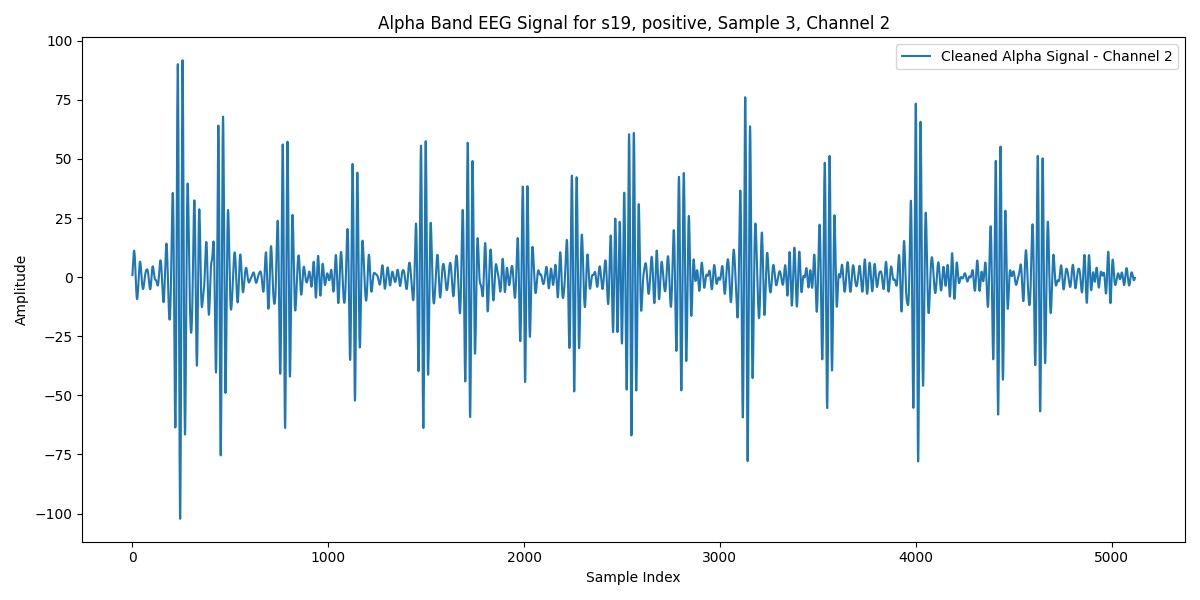 Alpha Band EEG Signal for s19, positive, Sample 3, Channel 2
Cleaned Alpha Signal - Channel 2
Amplitude
100
75
50
25
0
−25
−50
−75
−100
0 1000 2000 3000 4000 5000
Sample Index